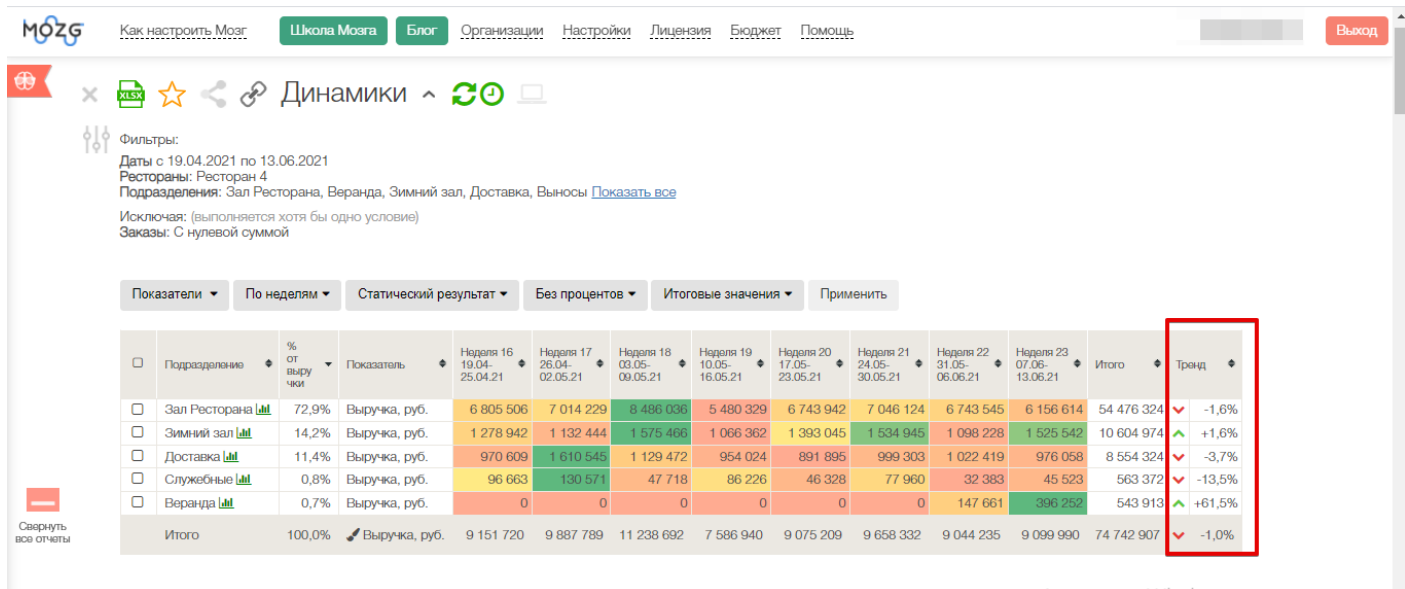 MOZG Как настроить Мозг Школа Мозга Блог Организации Настройки Лицензия Бюджет Помощь Выход
XLSX Динамики
Фильтры:
Даты с 19.04.2021 по 13.06.2021
Рестораны: Ресторан 4
Подразделения: Зал Ресторана, Веранда, Зимний зал, Доставка, Выносы Показать все
Исключая: (выполняется хотя бы одно условие)
Заказы: С нулевой суммой
Показатели По неделям Статический результат Без процентов Итоговые значения Применить
Подразделение % от выру чки Показатель Неделя 16 19.04- 25.04.21 Неделя 17 26.04- 02.05.21 Неделя 18 03.05- 09.05.21 Неделя 19 10.05- 16.05.21 Неделя 20 17.05- 23.05.21 Неделя 21 24.05- 30.05.21 Неделя 22 31.05- 06.06.21 Неделя 23 07.06- 13.06.21 Итого Тренд
Зал Ресторана 72,9% Выручка, руб. 6 805 506 7 014 229 8 486 036 5 480 329 6 743 942 7 046 124 6 743 545 6 156 614 54 476 324 -1,6%
Зимний зал 14,2% Выручка, руб. 1 278 942 1 132 444 1 575 466 1 066 362 1 393 045 1 534 945 1 098 228 1 525 542 10 604 974 +1,6%
Доставка 11,4% Выручка, руб. 970 609 1 610 545 1 129 472 954 024 891 895 999 303 1 022 419 976 058 8 554 324 -3,7%
Служебные 0,8% Выручка, руб. 96 663 130 571 47 718 86 226 46 328 77 960 32 383 45 523 563 372 -13,5%
Веранда 0,7% Выручка, руб. 0 0 0 0 0 0 147 661 396 252 543 913 +61,5%
Итого 100,0% Выручка, руб. 9 151 720 9 887 789 11 238 692 7 586 940 9 075 209 9 658 332 9 044 235 9 099 990 74 742 907 -1,0%
Свернуть
все отчеты